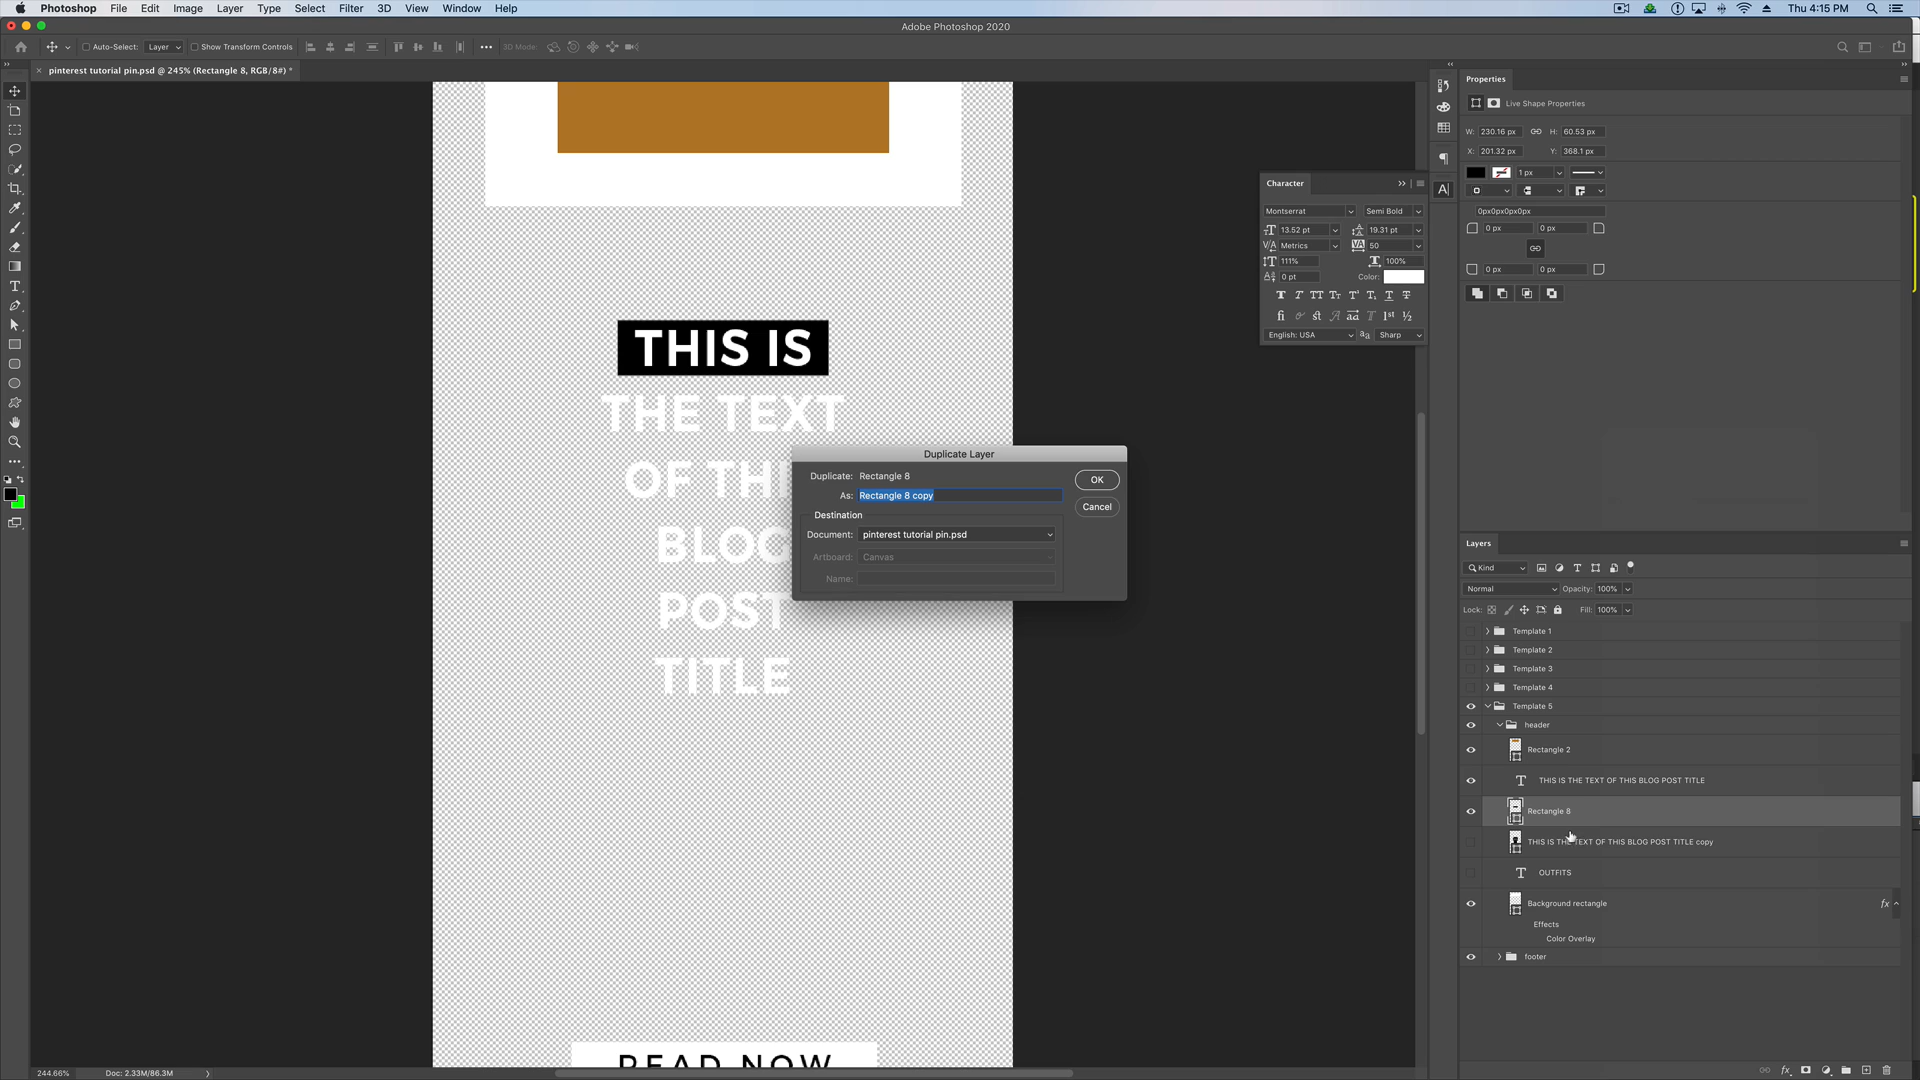 Photoshop File Edit Image Layer Type Select Filter 3D View Window Help Thu 4:15 PM
Adobe Photoshop 2020
Auto-Select: Layer Show Transform Controls 3D Mode:
pinterest tutorial pin.psd @ 245% (Rectangle 8, RGB/8#) *
Properties
Live Shape Properties
W: 230.16 px H: 60.53 px
X: 201.32 px Y: 368.1 px
1 px
0px0px0px0px
0 px 0 px
0 px 0 px
Character
Montserrat Semi Bold
13.52 pt 19.31 pt
Metrics 50
111% 100%
0 pt Color:
English: USA Sharp
THIS IS
THE TEXT
OF THI
BLOG
POST
TITLE
READ NOW
Duplicate Layer
Duplicate: Rectangle 8 OK
As: Rectangle 8 copy
Cancel
Destination
Document: pinterest tutorial pin.psd
Artboard: Canvas
Name:
Layers
Kind
Normal Opacity: 100%
Lock: Fill: 100%
Template 1
Template 2
Template 3
Template 4
Template 5
header
Rectangle 2
THIS IS THE TEXT OF THIS BLOG POST TITLE
Rectangle 8
THIS IS THE TEXT OF THIS BLOG POST TITLE copy
OUTFITS
Background rectangle fx
Effects
Color Overlay
footer
244.66% Doc: 2.33M/86.3M